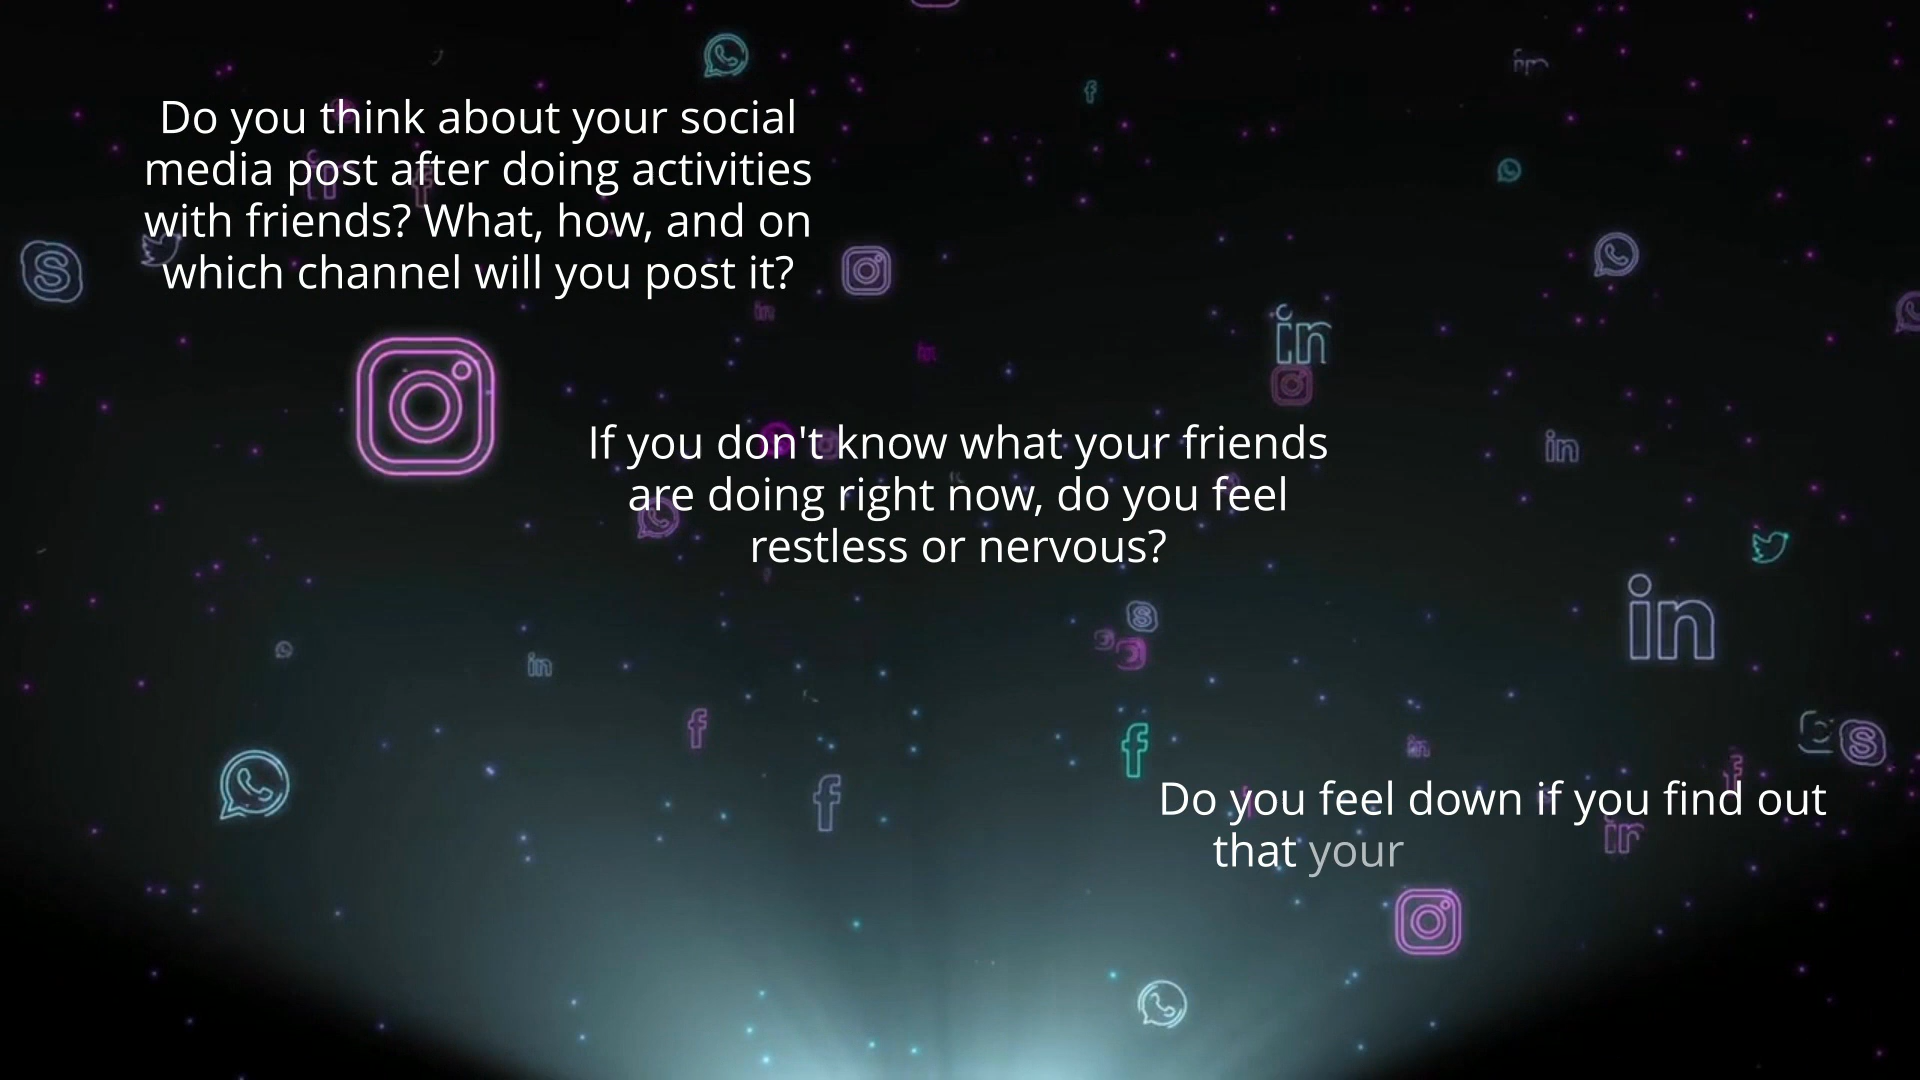 Do you think about your social
media post after doing activities
with friends? What, how, and on
which channel will you post it?
If you don't know what your friends
are doing right now, do you feel
restless or nervous?
Do you feel down if you find out
that your